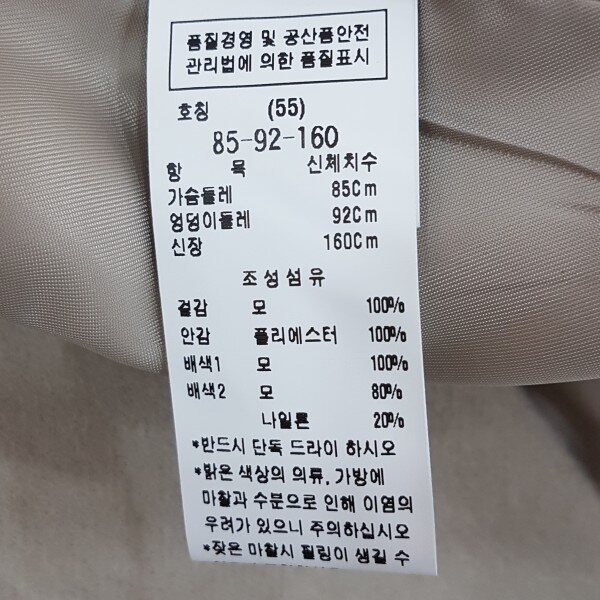 품질경영 및 공산품안전
관리법에 의한 품질표시
호칭 (55)
85-92-160
항 목 신체치수
가슴둘레 85Cm
엉덩이둘레 92Cm
신장 160Cm
조성섬유
겉감 모 100%
안감 폴리에스터 100%
배색1 모 100%
배색2 모 80%
나일론 20%
*반드시 단독 드라이 하시오
*밝은 색상의 의류, 가방에
마찰과 수분으로 인해 이염의
우려가 있으니 주의하십시오
*잦은 마찰시 필링이 생길 수